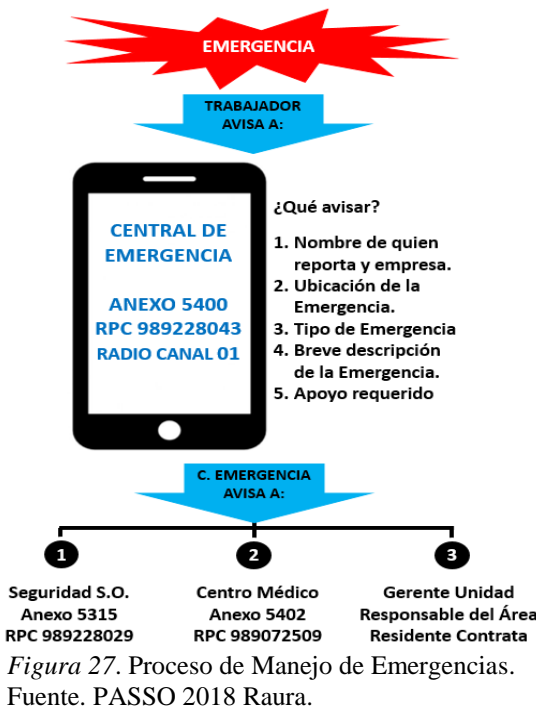 EMERGENCIA
TRABAJADOR
AVISA A:
CENTRAL DE
EMERGENCIA
ANEXO 5400
RPC 989228043
RADIO CANAL 01
¿Qué avisar?
1. Nombre de quien
reporta y empresa.
2. Ubicación de la
Emergencia.
3. Tipo de Emergencia
4. Breve descripción
de la Emergencia.
5. Apoyo requerido
C. EMERGENCIA
AVISA A:
1
Seguridad S.O.
Anexo 5315
RPC 989228029
2
Centro Médico
Anexo 5402
RPC 989072509
3
Gerente Unidad
Responsable del Área
Residente Contrata
Figura 27. Proceso de Manejo de Emergencias.
Fuente. PASSO 2018 Raura.